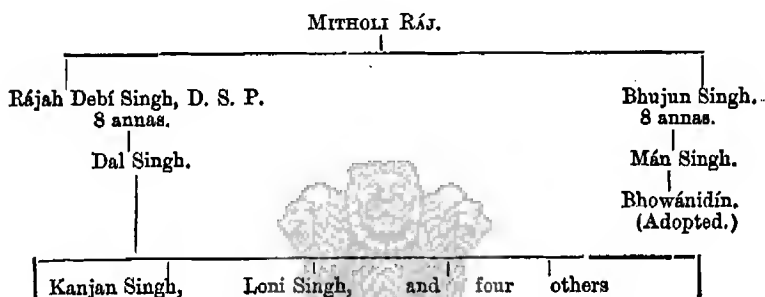 MITHOLI RÁJ.
Rájah Debí Singh, D. S. P. Bhujun Singh.
8 annas. 8 annas.
Dal Singh. Mán Singh.
Bhowánidín.
(Adopted.)
Kanjan Singh, Loni Singh, and four others